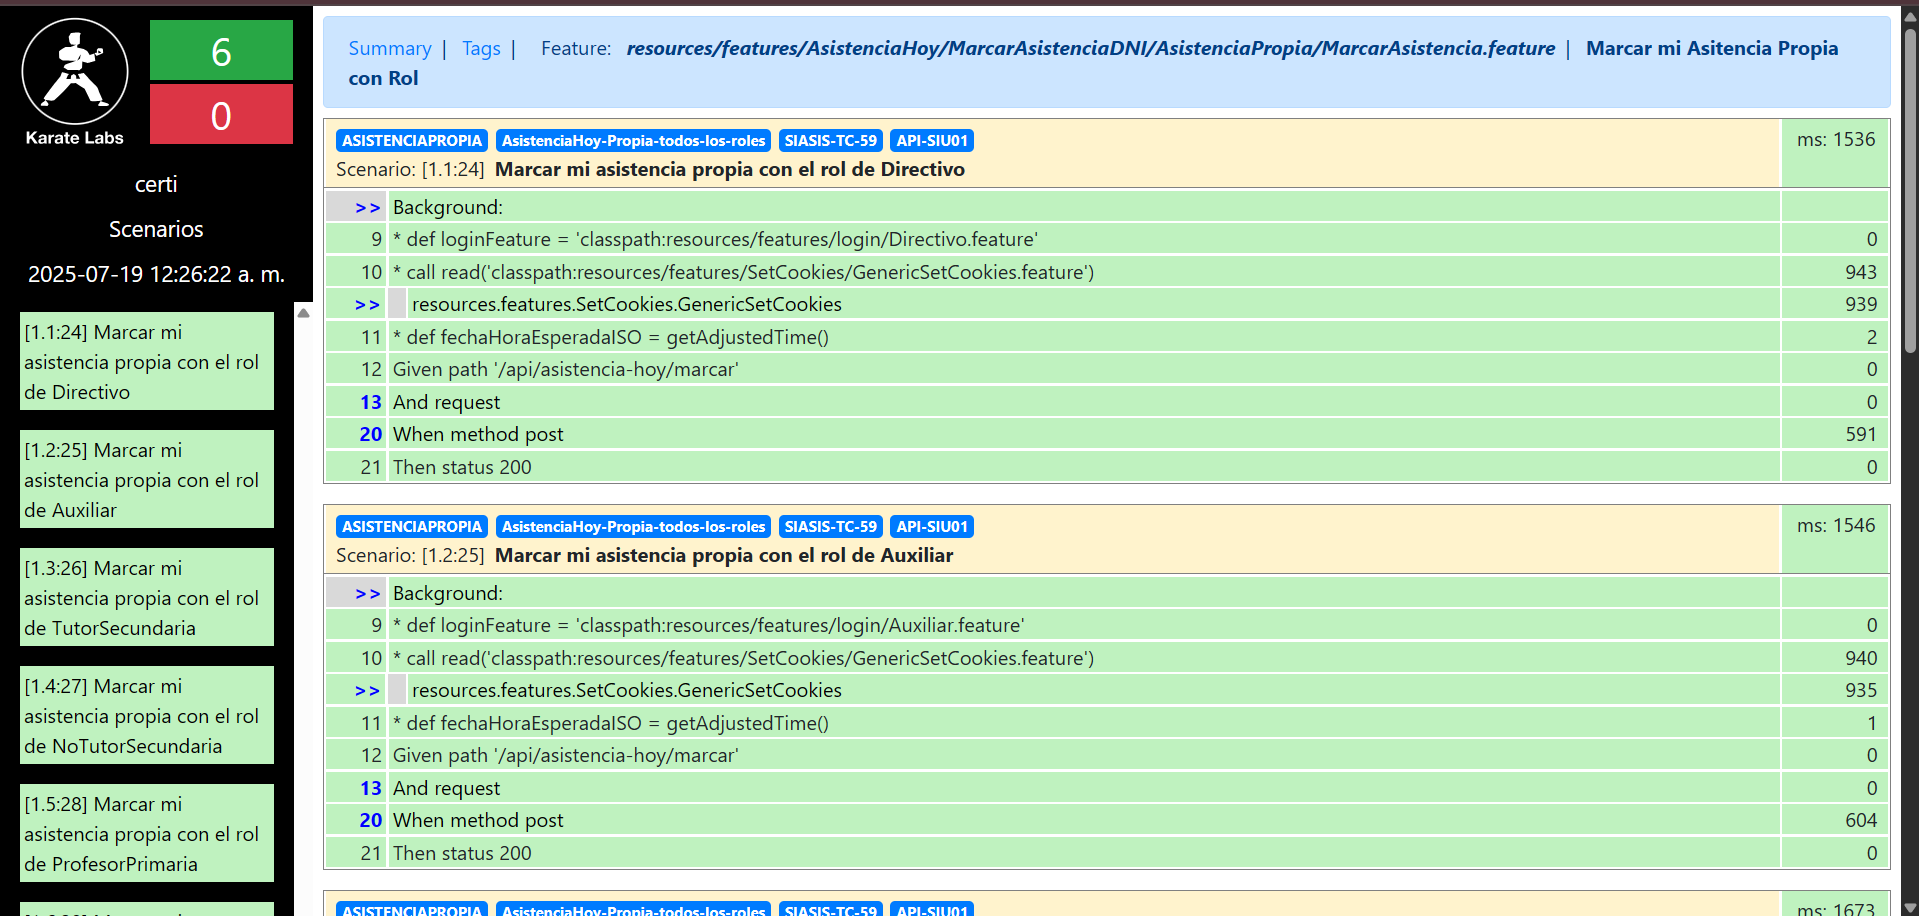 6
0
Karate Labs
certi
Scenarios
2025-07-19 12:26:22 a. m.
[1.1:24] Marcar mi
asistencia propia con el rol
de Directivo
[1.2:25] Marcar mi
asistencia propia con el rol
de Auxiliar
[1.3:26] Marcar mi
asistencia propia con el rol
de TutorSecundaria
[1.4:27] Marcar mi
asistencia propia con el rol
de NoTutorSecundaria
[1.5:28] Marcar mi
asistencia propia con el rol
de ProfesorPrimaria
Summary | Tags | Feature: resources/features/AsistenciaHoy/MarcarAsistenciaDNI/AsistenciaPropia/MarcarAsistencia.feature | Marcar mi Asitencia Propia
con Rol
ASISTENCIAPROPIA AsistenciaHoy-Propia-todos-los-roles SIASIS-TC-59 API-SIU01 ms: 1536
Scenario: [1.1:24] Marcar mi asistencia propia con el rol de Directivo
>> Background:
9 * def loginFeature = 'classpath:resources/features/login/Directivo.feature' 0
10 * call read('classpath:resources/features/SetCookies/GenericSetCookies.feature') 943
>> resources.features.SetCookies.GenericSetCookies 939
11 * def fechaHoraEsperadaISO = getAdjustedTime() 2
12 Given path '/api/asistencia-hoy/marcar' 0
13 And request 0
20 When method post 591
21 Then status 200 0
ASISTENCIAPROPIA AsistenciaHoy-Propia-todos-los-roles SIASIS-TC-59 API-SIU01 ms: 1546
Scenario: [1.2:25] Marcar mi asistencia propia con el rol de Auxiliar
>> Background:
9 * def loginFeature = 'classpath:resources/features/login/Auxiliar.feature' 0
10 * call read('classpath:resources/features/SetCookies/GenericSetCookies.feature') 940
>> resources.features.SetCookies.GenericSetCookies 935
11 * def fechaHoraEsperadaISO = getAdjustedTime() 1
12 Given path '/api/asistencia-hoy/marcar' 0
13 And request 0
20 When method post 604
21 Then status 200 0
ASISTENCIAPROPIA AsistenciaHoy-Propia-todos-los-roles SIASIS-TC-59 API-SIU01 ms: 1673